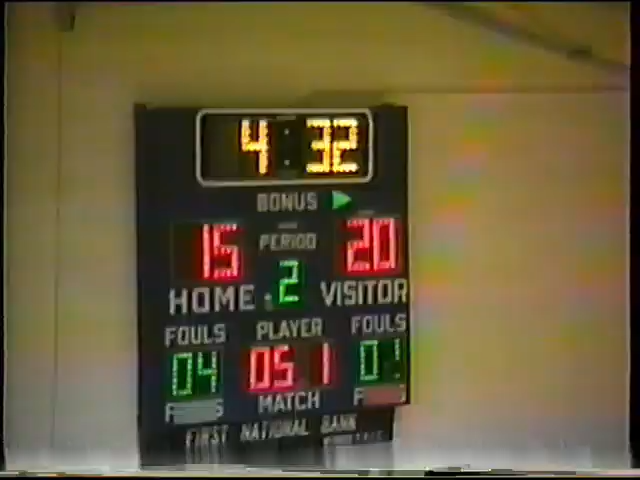 4:32
BONUS
15 PERIOD 20
HOME 2 VISITOR
FOULS PLAYER FOULS
04 05 1 01
MATCH
FIRST NATIONAL BANK